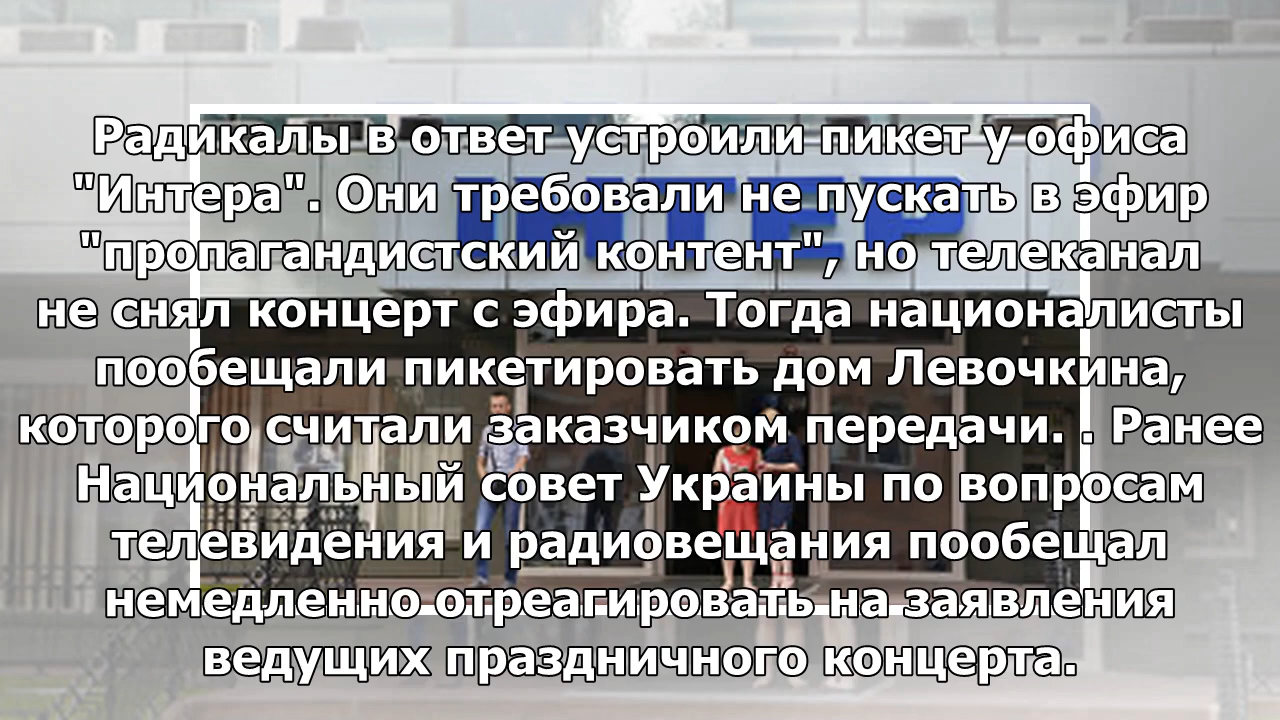 Радикалы в ответ устроили пикет у офиса
"Интера". Они требовали не пускать в эфир
"пропагандистский контент", но телеканал
не снял концерт с эфира. Тогда националисты
пообещали пикетировать дом Левочкина,
которого считали заказчиком передачи. . Ранее
Национальный совет Украины по вопросам
телевидения и радиовещания пообещал
немедленно отреагировать на заявления
ведущих праздничного концерта.
ІНТЕР